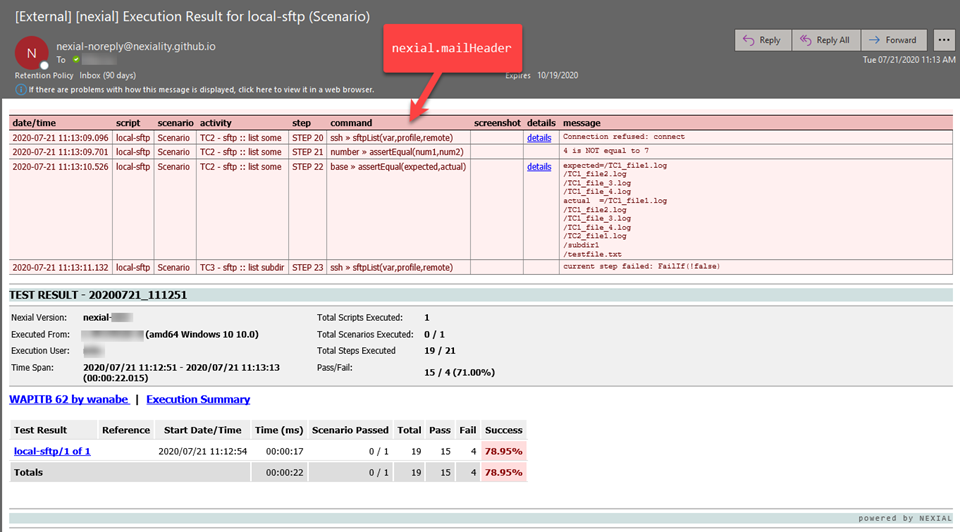 [External] [nexial] Execution Result for local-sftp (Scenario)
N
nexial-noreply@nexiality.github.io
To
Retention Policy Inbox (90 days)
Expires 10/19/2020
If there are problems with how this message is displayed, click here to view it in a web browser.
nexial.mailHeader
Reply Reply All Forward ...
Tue 07/21/2020 11:13 AM
date/time script scenario activity step command screenshot details message
2020-07-21 11:13:09.096 local-sftp Scenario TC2 - sftp :: list some STEP 20 ssh » sftpList(var,profile,remote) details Connection refused: connect
2020-07-21 11:13:09.701 local-sftp Scenario TC2 - sftp :: list some STEP 21 number » assertEqual(num1,num2) 4 is NOT equal to 7
2020-07-21 11:13:10.526 local-sftp Scenario TC2 - sftp :: list some STEP 22 base » assertEqual(expected,actual) details expected=/TC1_file1.log
/TC1_file2.log
/TC1_file_3.log
/TC1_file_4.log
actual =/TC1_file1.log
/TC1_file2.log
/TC1_file_3.log
/TC1_file_4.log
/TC2_file1.log
/subdir1
/testfile.txt
2020-07-21 11:13:11.132 local-sftp Scenario TC3 - sftp :: list subdir STEP 23 ssh » sftpList(var,profile,remote) current step failed: FailIf(!false)
TEST RESULT - 20200721_111251
Nexial Version: nexial- Total Scripts Executed: 1
Executed From: (amd64 Windows 10 10.0) Total Scenarios Executed: 0 / 1
Execution User: Total Steps Executed 19 / 21
Time Span: 2020/07/21 11:12:51 - 2020/07/21 11:13:13 Pass/Fail: 15 / 4 (71.00%)
(00:00:22.015)
WAPITB 62 by wanabe | Execution Summary
Test Result Reference Start Date/Time Time (ms) Scenario Passed Total Pass Fail Success
local-sftp/1 of 1 2020/07/21 11:12:54 00:00:17 0 / 1 19 15 4 78.95%
Totals 00:00:22 0 / 1 19 15 4 78.95%
powered by NEXIAL